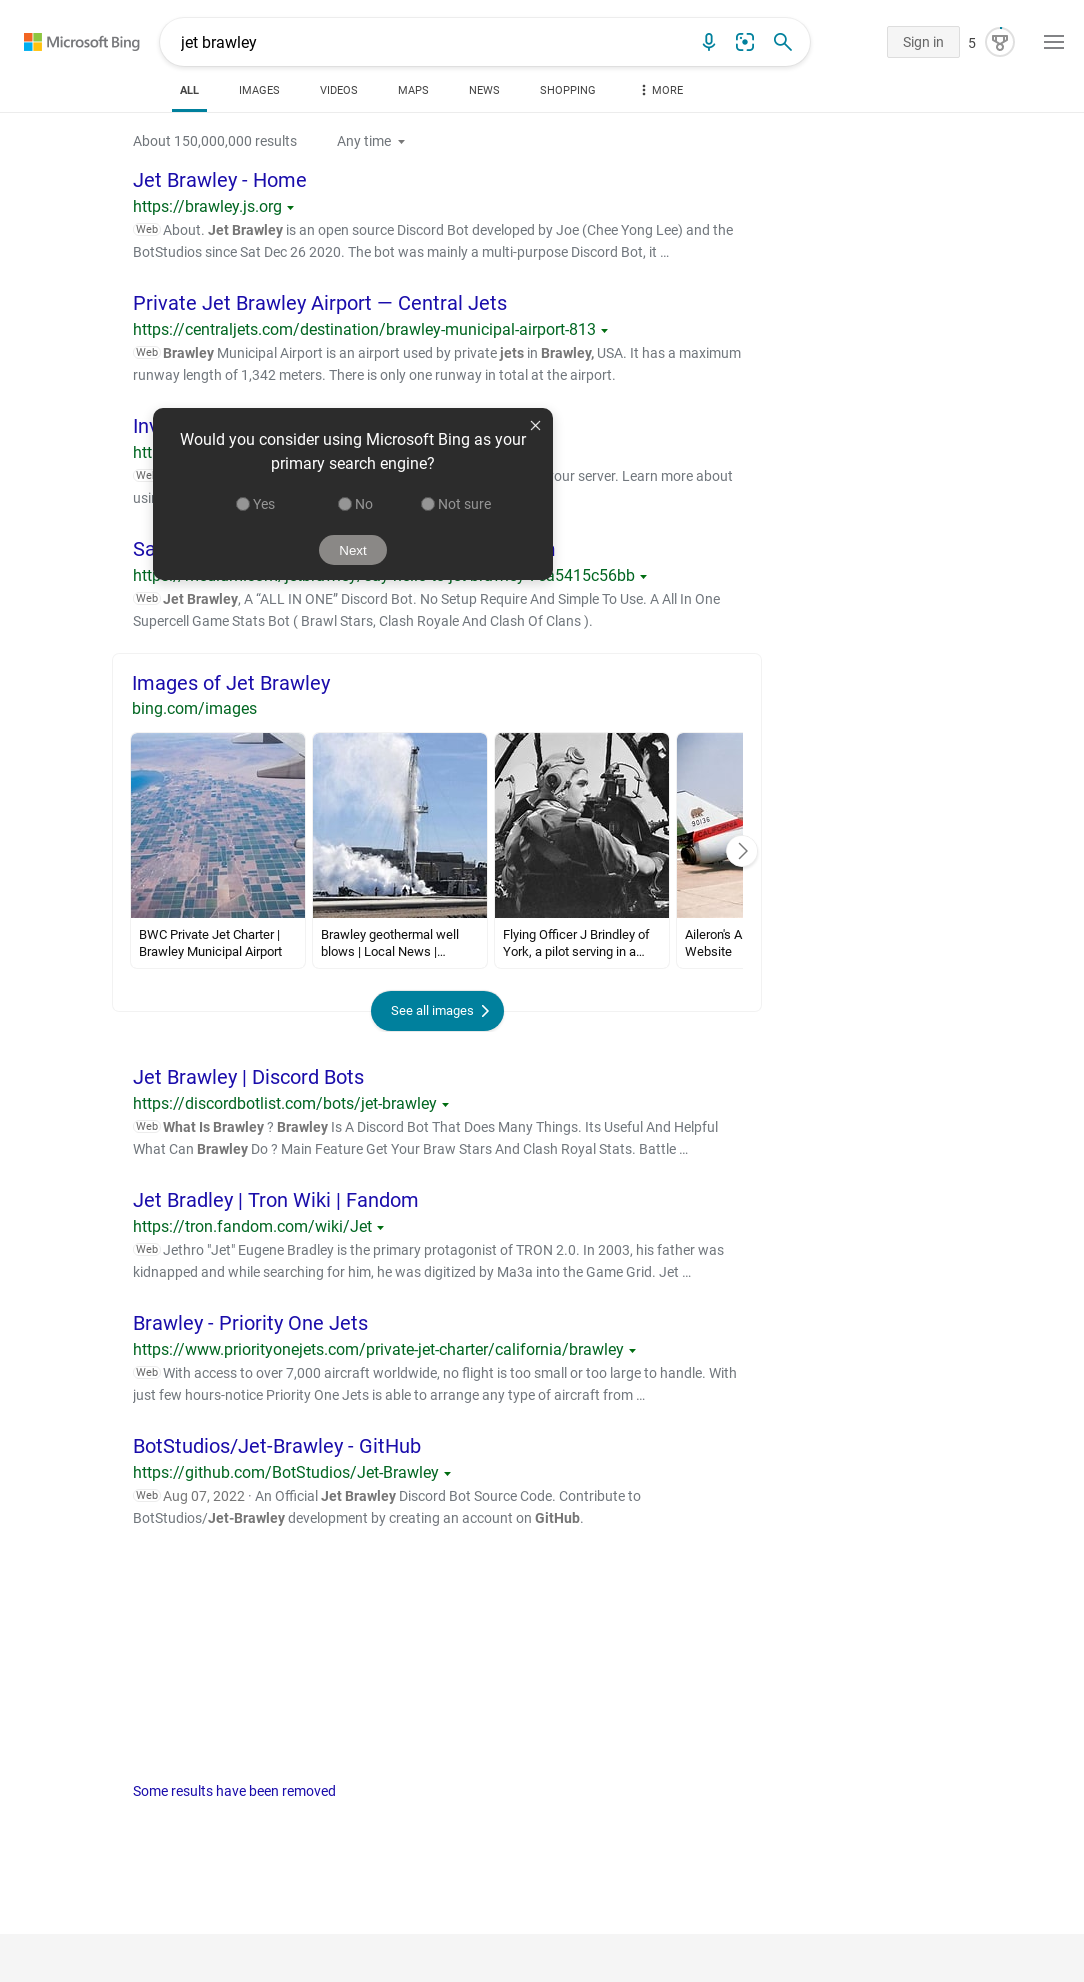 Microsoft Bing
jet brawley
Sign in
5
ALL
IMAGES
VIDEOS
MAPS
NEWS
SHOPPING
MORE
About 150,000,000 results
Any time
Jet Brawley - Home
https://brawley.js.org
Web About. Jet Brawley is an open source Discord Bot developed by Joe (Chee Yong Lee) and the
BotStudios since Sat Dec 26 2020. The bot was mainly a multi-purpose Discord Bot, it ...
Private Jet Brawley Airport — Central Jets
https://centraljets.com/destination/brawley-municipal-airport-813
Web Brawley Municipal Airport is an airport used by private jets in Brawley, USA. It has a maximum
runway length of 1,342 meters. There is only one runway in total at the airport.
our server. Learn more about
Would you consider using Microsoft Bing as your
primary search engine?
Yes
No
Not sure
Next
a5415c56bb
Web Jet Brawley, A “ALL IN ONE” Discord Bot. No Setup Require And Simple To Use. A All In One
Supercell Game Stats Bot ( Brawl Stars, Clash Royale And Clash Of Clans ).
Images of Jet Brawley
bing.com/images
90136
CALIFORNIA
BWC Private Jet Charter |
Brawley Municipal Airport
Brawley geothermal well
blows | Local News |...
Flying Officer J Brindley of
York, a pilot serving in a...
Aileron's A
Website
See all images
Jet Brawley | Discord Bots
https://discordbotlist.com/bots/jet-brawley
Web What Is Brawley ? Brawley Is A Discord Bot That Does Many Things. Its Useful And Helpful
What Can Brawley Do ? Main Feature Get Your Braw Stars And Clash Royal Stats. Battle ...
Jet Bradley | Tron Wiki | Fandom
https://tron.fandom.com/wiki/Jet
Web Jethro "Jet" Eugene Bradley is the primary protagonist of TRON 2.0. In 2003, his father was
kidnapped and while searching for him, he was digitized by Ma3a into the Game Grid. Jet ...
Brawley - Priority One Jets
https://www.priorityonejets.com/private-jet-charter/california/brawley
Web With access to over 7,000 aircraft worldwide, no flight is too small or too large to handle. With
just few hours-notice Priority One Jets is able to arrange any type of aircraft from ...
BotStudios/Jet-Brawley - GitHub
https://github.com/BotStudios/Jet-Brawley
Web Aug 07, 2022 · An Official Jet Brawley Discord Bot Source Code. Contribute to
BotStudios/Jet-Brawley development by creating an account on GitHub.
Some results have been removed